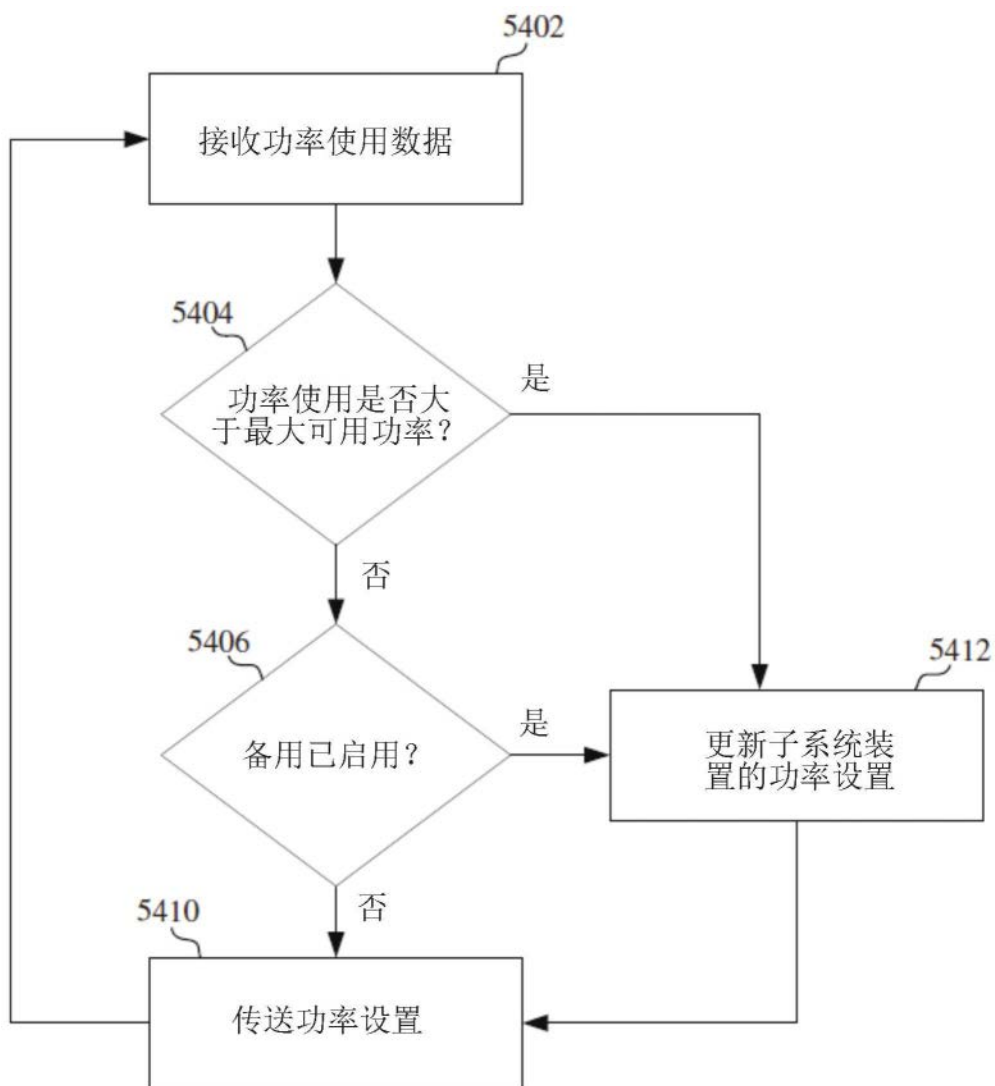 5402
接收功率使用数据
5404
功率使用是否大
于最大可用功率?
是
否
5406
备用已启用?
是
5412
更新子系统装
置的功率设置
否
5410
传送功率设置